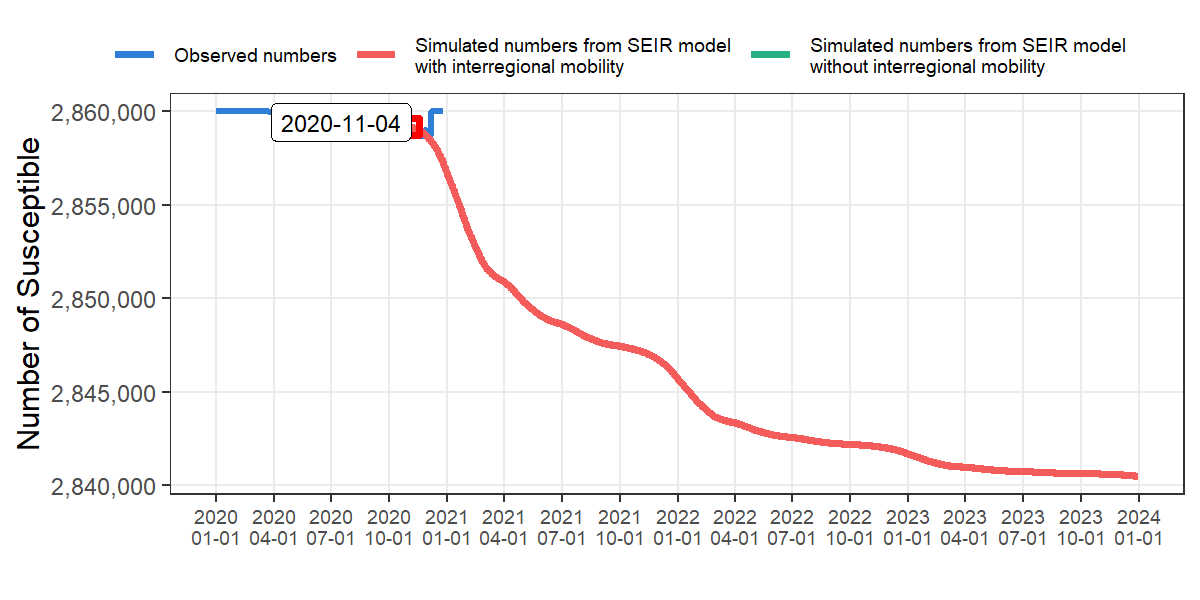 Observed numbers
Simulated numbers from SEIR model
with interregional mobility
Simulated numbers from SEIR model
without interregional mobility
Number of Susceptible
2,860,000
2,855,000
2,850,000
2,845,000
2,840,000
2020-11-04
2020 2020 2020 2020 2021 2021 2021 2021 2022 2022 2022 2022 2023 2023 2023 2023 2024
01-01 04-01 07-01 10-01 01-01 04-01 07-01 10-01 01-01 04-01 07-01 10-01 01-01 04-01 07-01 10-01 01-01